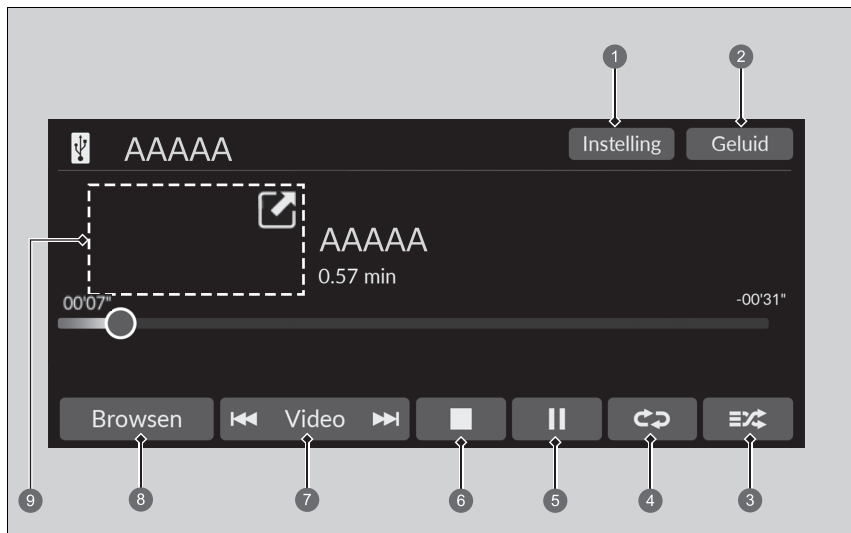 1 2
AAAAA Instelling Geluid
AAAAA
0.57 min
00'07" -00'31"
Browsen Video
9 8 7 6 5 4 3